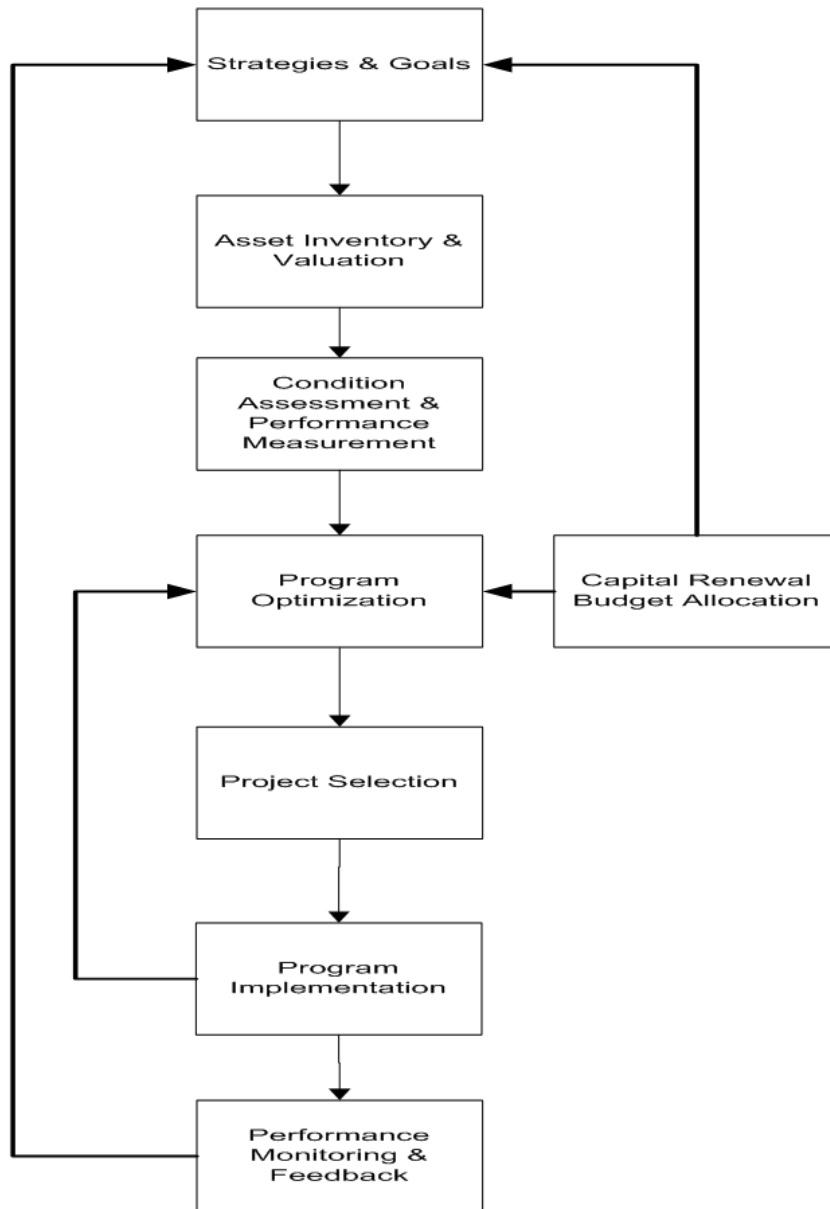 Strategies & Goals
Asset Inventory &
Valuation
Condition
Assessment &
Performance
Measurement
Program
Optimization
Capital Renewal
Budget Allocation
Project Selection
Program
Implementation
Performance
Monitoring &
Feedback